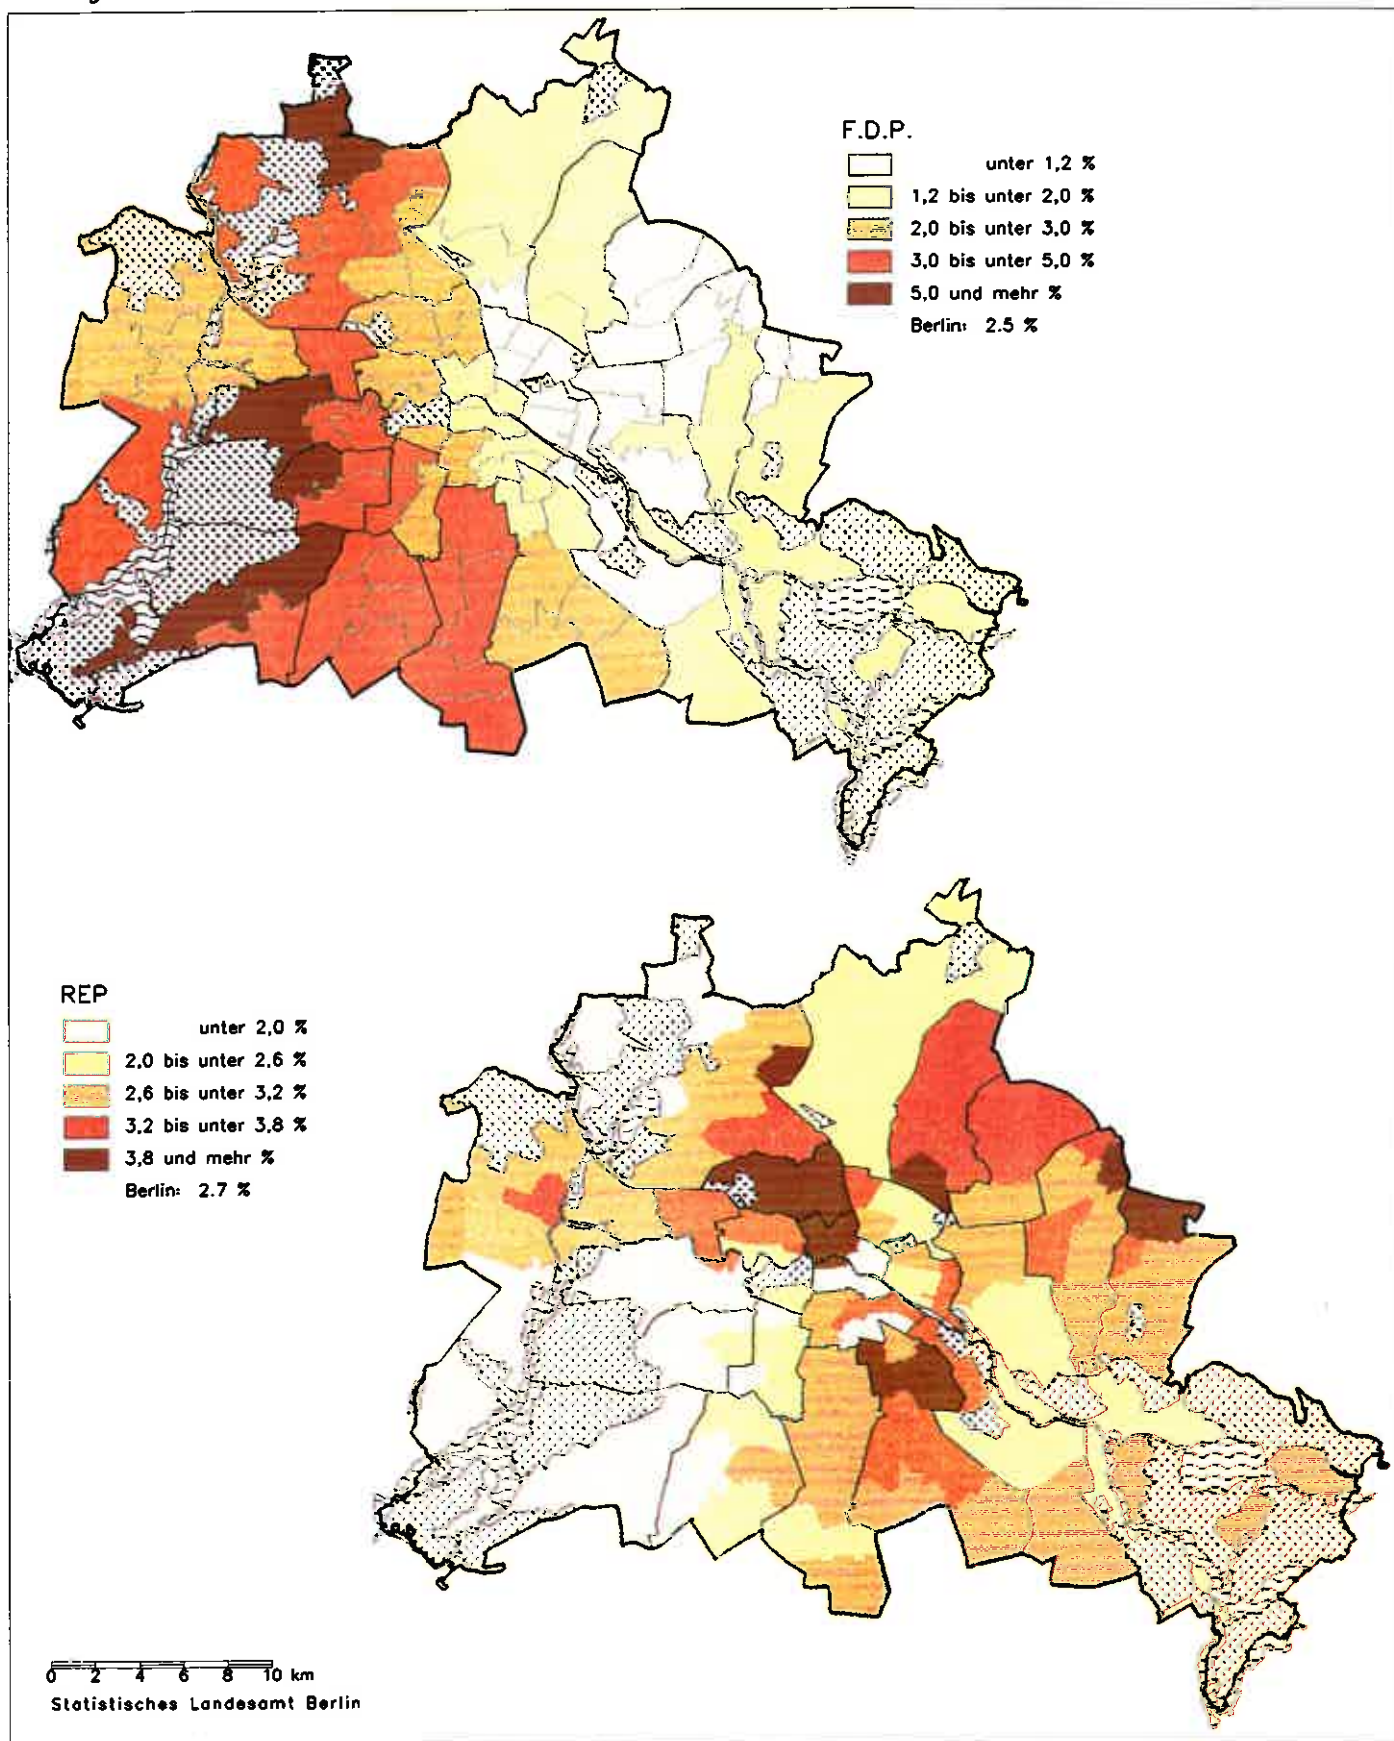 F.D.P.
unter 1,2 %
1,2 bis unter 2,0 %
2,0 bis unter 3,0 %
3,0 bis unter 5,0 %
5,0 und mehr %
Berlin: 2.5 %
REP
unter 2,0 %
2,0 bis unter 2,6 %
2,6 bis unter 3,2 %
3,2 bis unter 3,8 %
3,8 und mehr %
Berlin: 2.7 %
0 2 4 6 8 10 km
Statistisches Landesamt Berlin